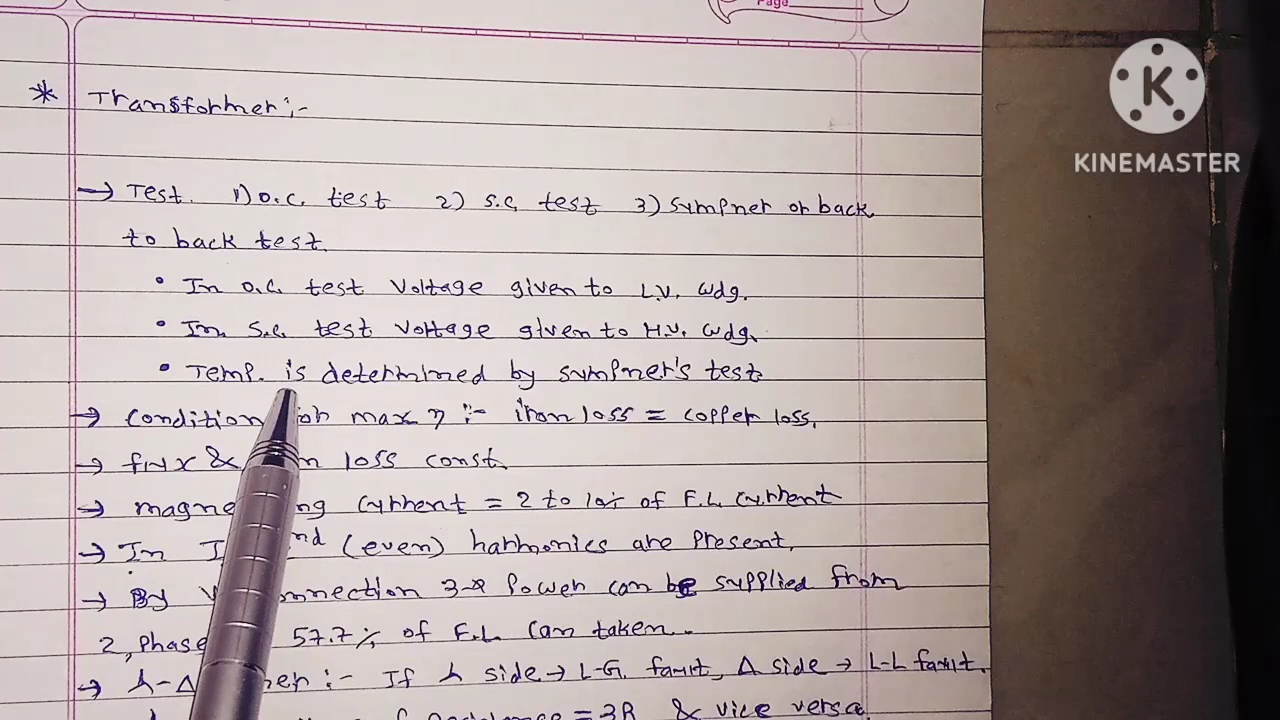 Page
K
KINEMASTER
* Transformer :-
→ Test. 1) O.C. test 2) S.C. test 3) Sumpner or back
to back test.
• In O.C. test Voltage given to L.V. wdg.
• In S.C. test voltage given to H.V. wdg.
• Temp. is determined by sumpner's test
→ condition for max η :- iron loss = copper loss.
→ & loss const.
→ current = 2 to 10% of F.L. current
→ In (even) harmonics are present.
→ By connection 3-φ Power can be supplied from
2, phase 57.7% of F.L. can taken.
→ ⅄-Δ :- If ⅄ side → L-G. fault, Δ side → L-L fault.
= 3R & vice versa